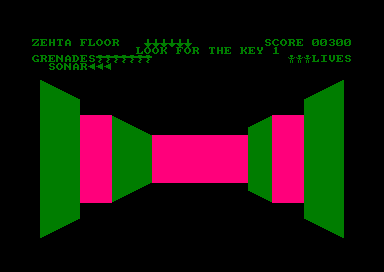 ZEHTA FLOOR SCORE 00300
LOOK FOR THE KEY 1
GRENADES LIVES
SONAR